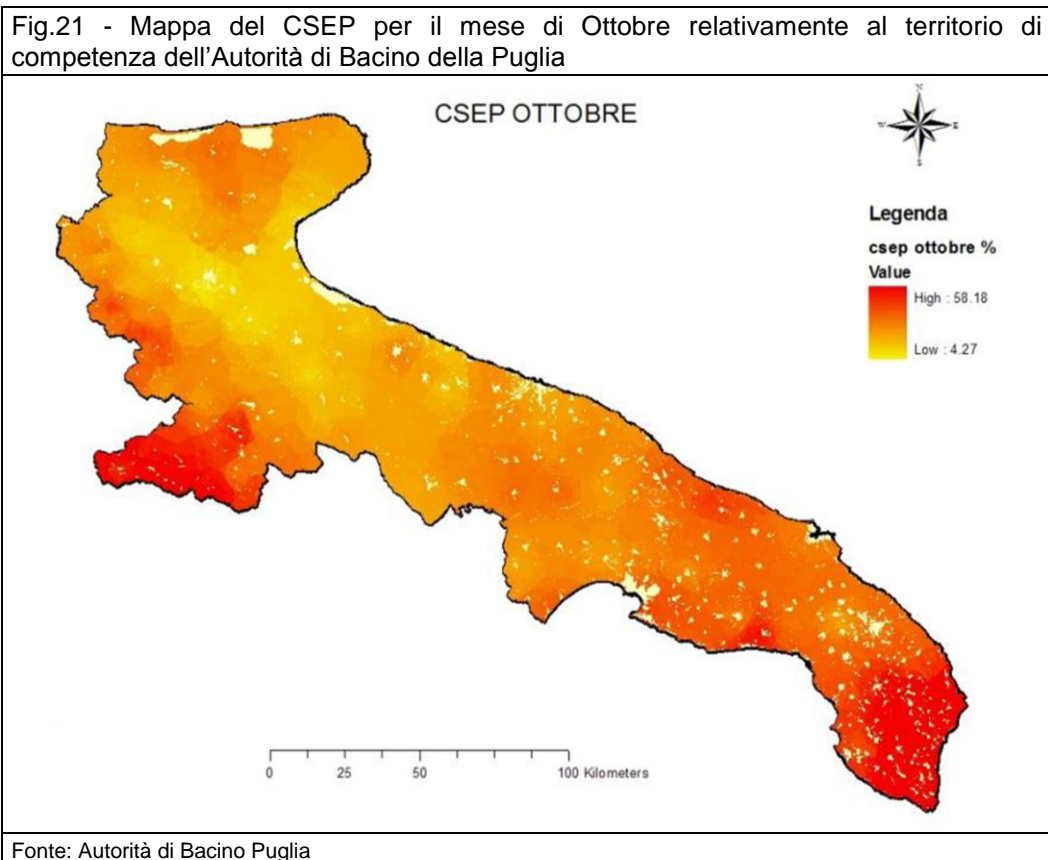 Fig.21 - Mappa del CSEP per il mese di Ottobre relativamente al territorio di
competenza dell'Autorità di Bacino della Puglia
CSEP OTTOBRE
N
W
E
S
Legenda
csep ottobre %
Value
High : 58.18
Low : 4.27
0 25 50 100 Kilometers
Fonte: Autorità di Bacino Puglia